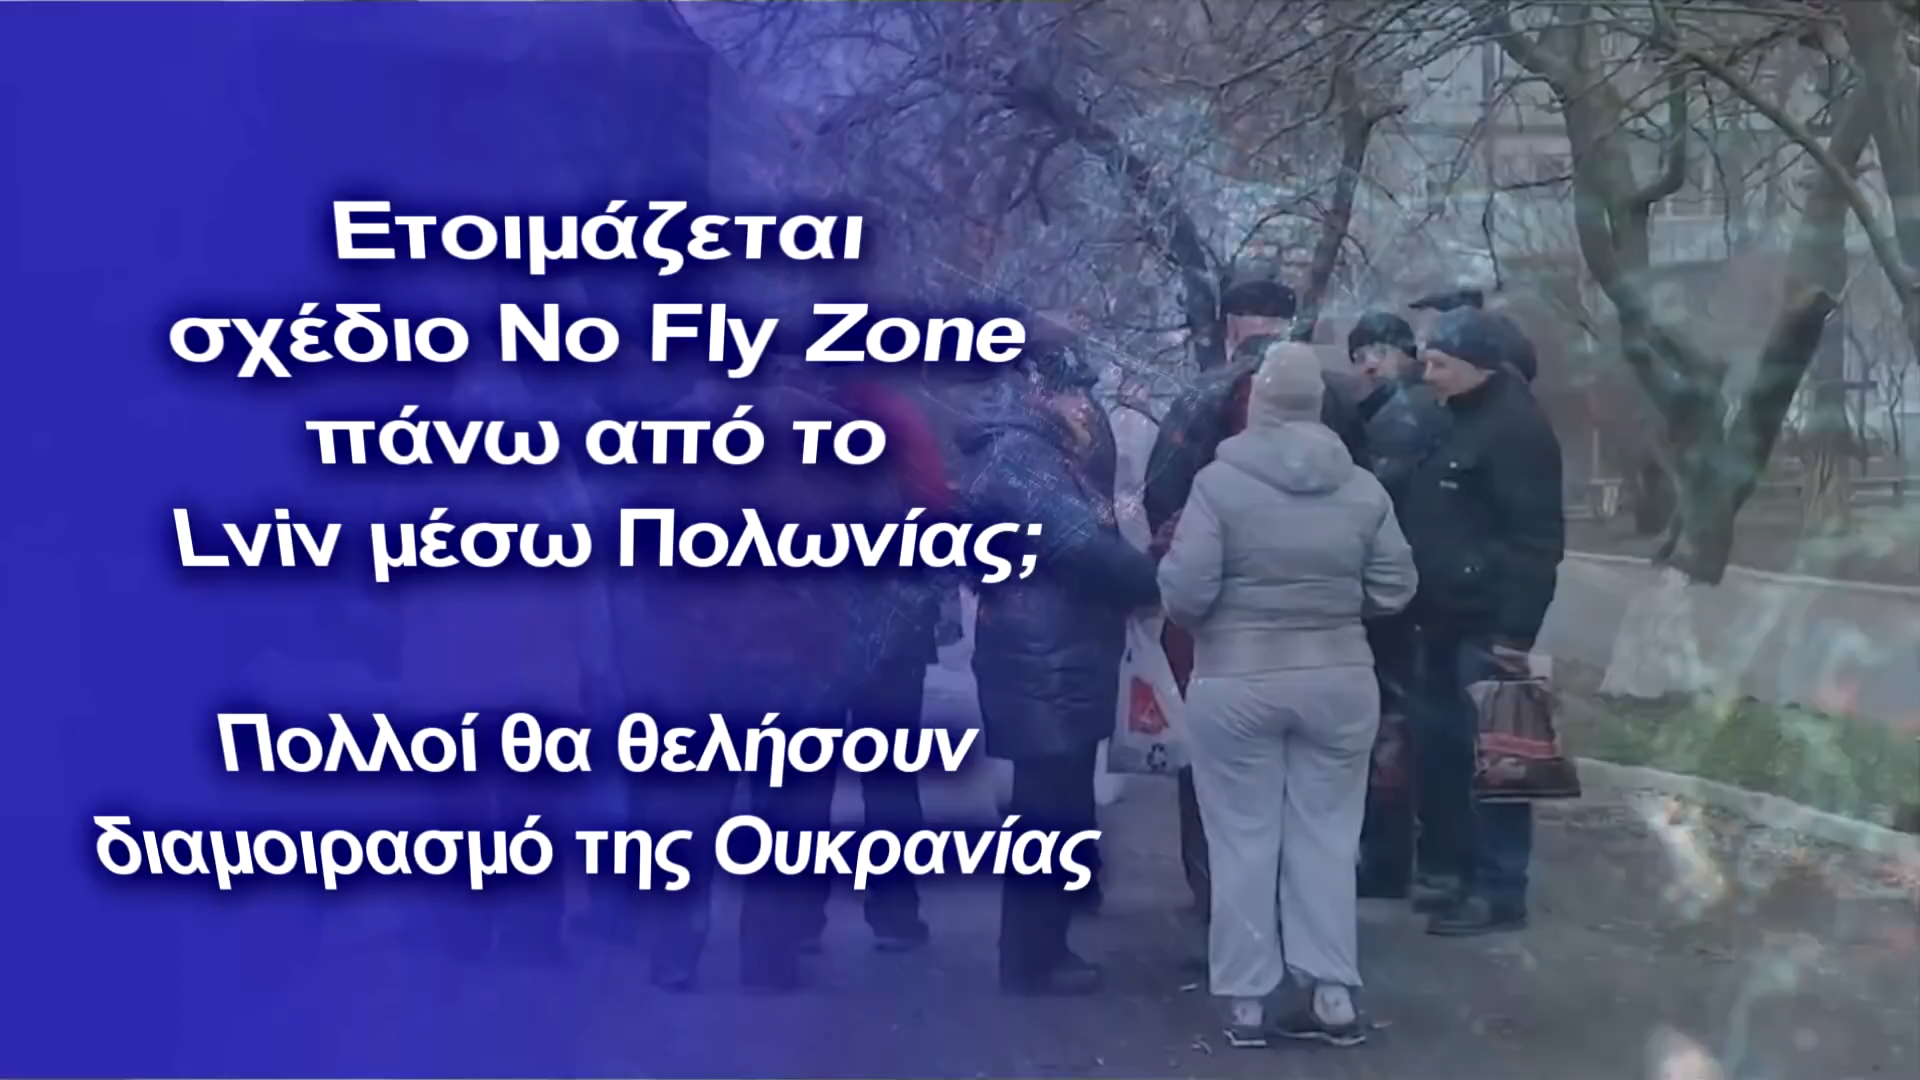 Ετοιμάζεται
σχέδιο No Fly Zone
πάνω από το
Lviv μέσω Πολωνίας;
Πολλοί θα θελήσουν
διαμοιρασμό της Ουκρανίας